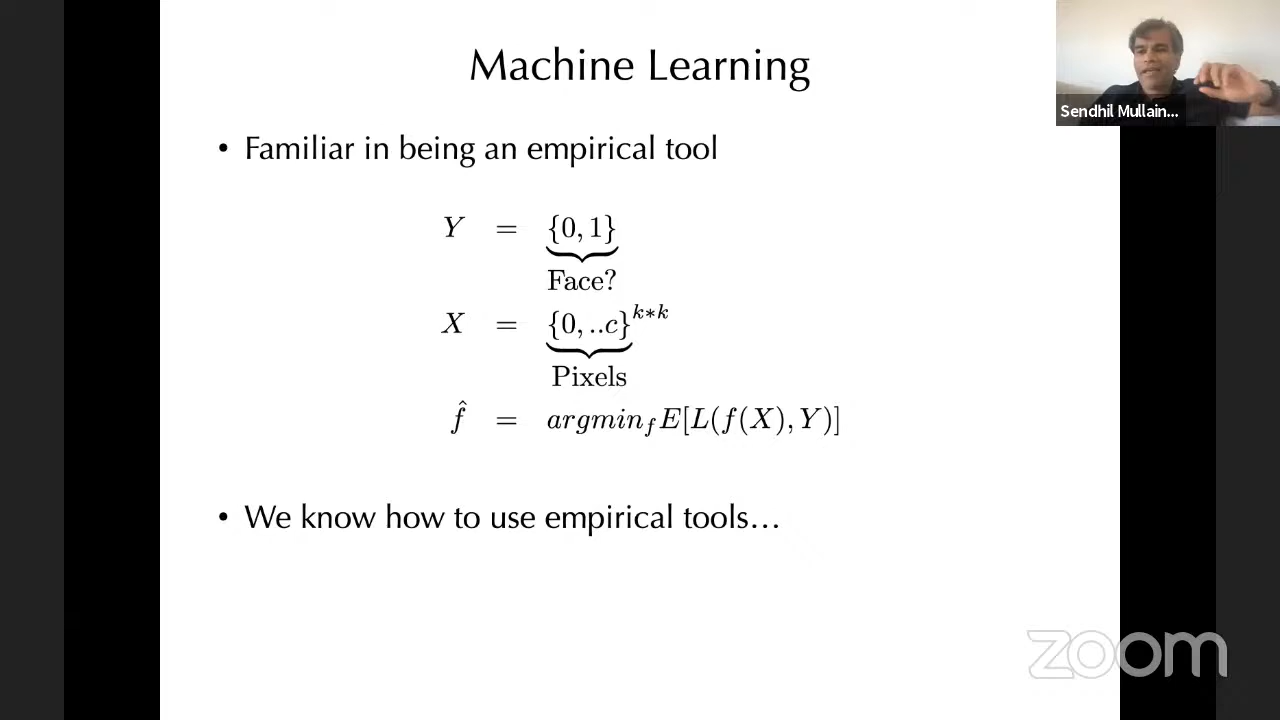 Machine Learning
Sendhil Mullain...
• Familiar in being an empirical tool
Y = {0, 1}
Face?
X = {0, ..c}^{k*k}
Pixels
f̂ = argmin_f E[L(f(X), Y)]
• We know how to use empirical tools…
zoom